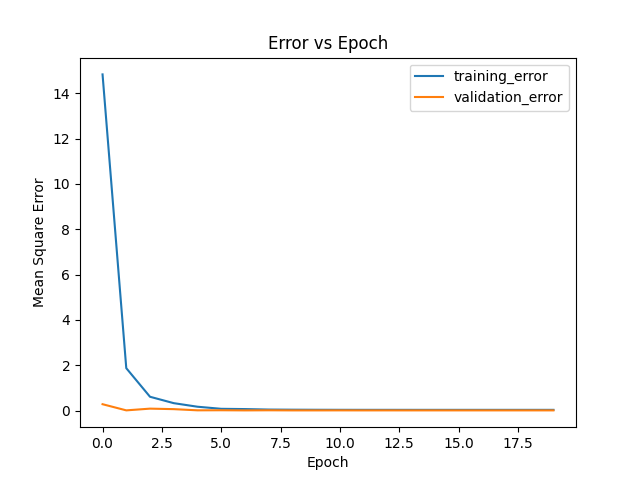 Error vs Epoch
training_error
validation_error
Mean Square Error
14
12
10
8
6
4
2
0
0.0 2.5 5.0 7.5 10.0 12.5 15.0 17.5
Epoch